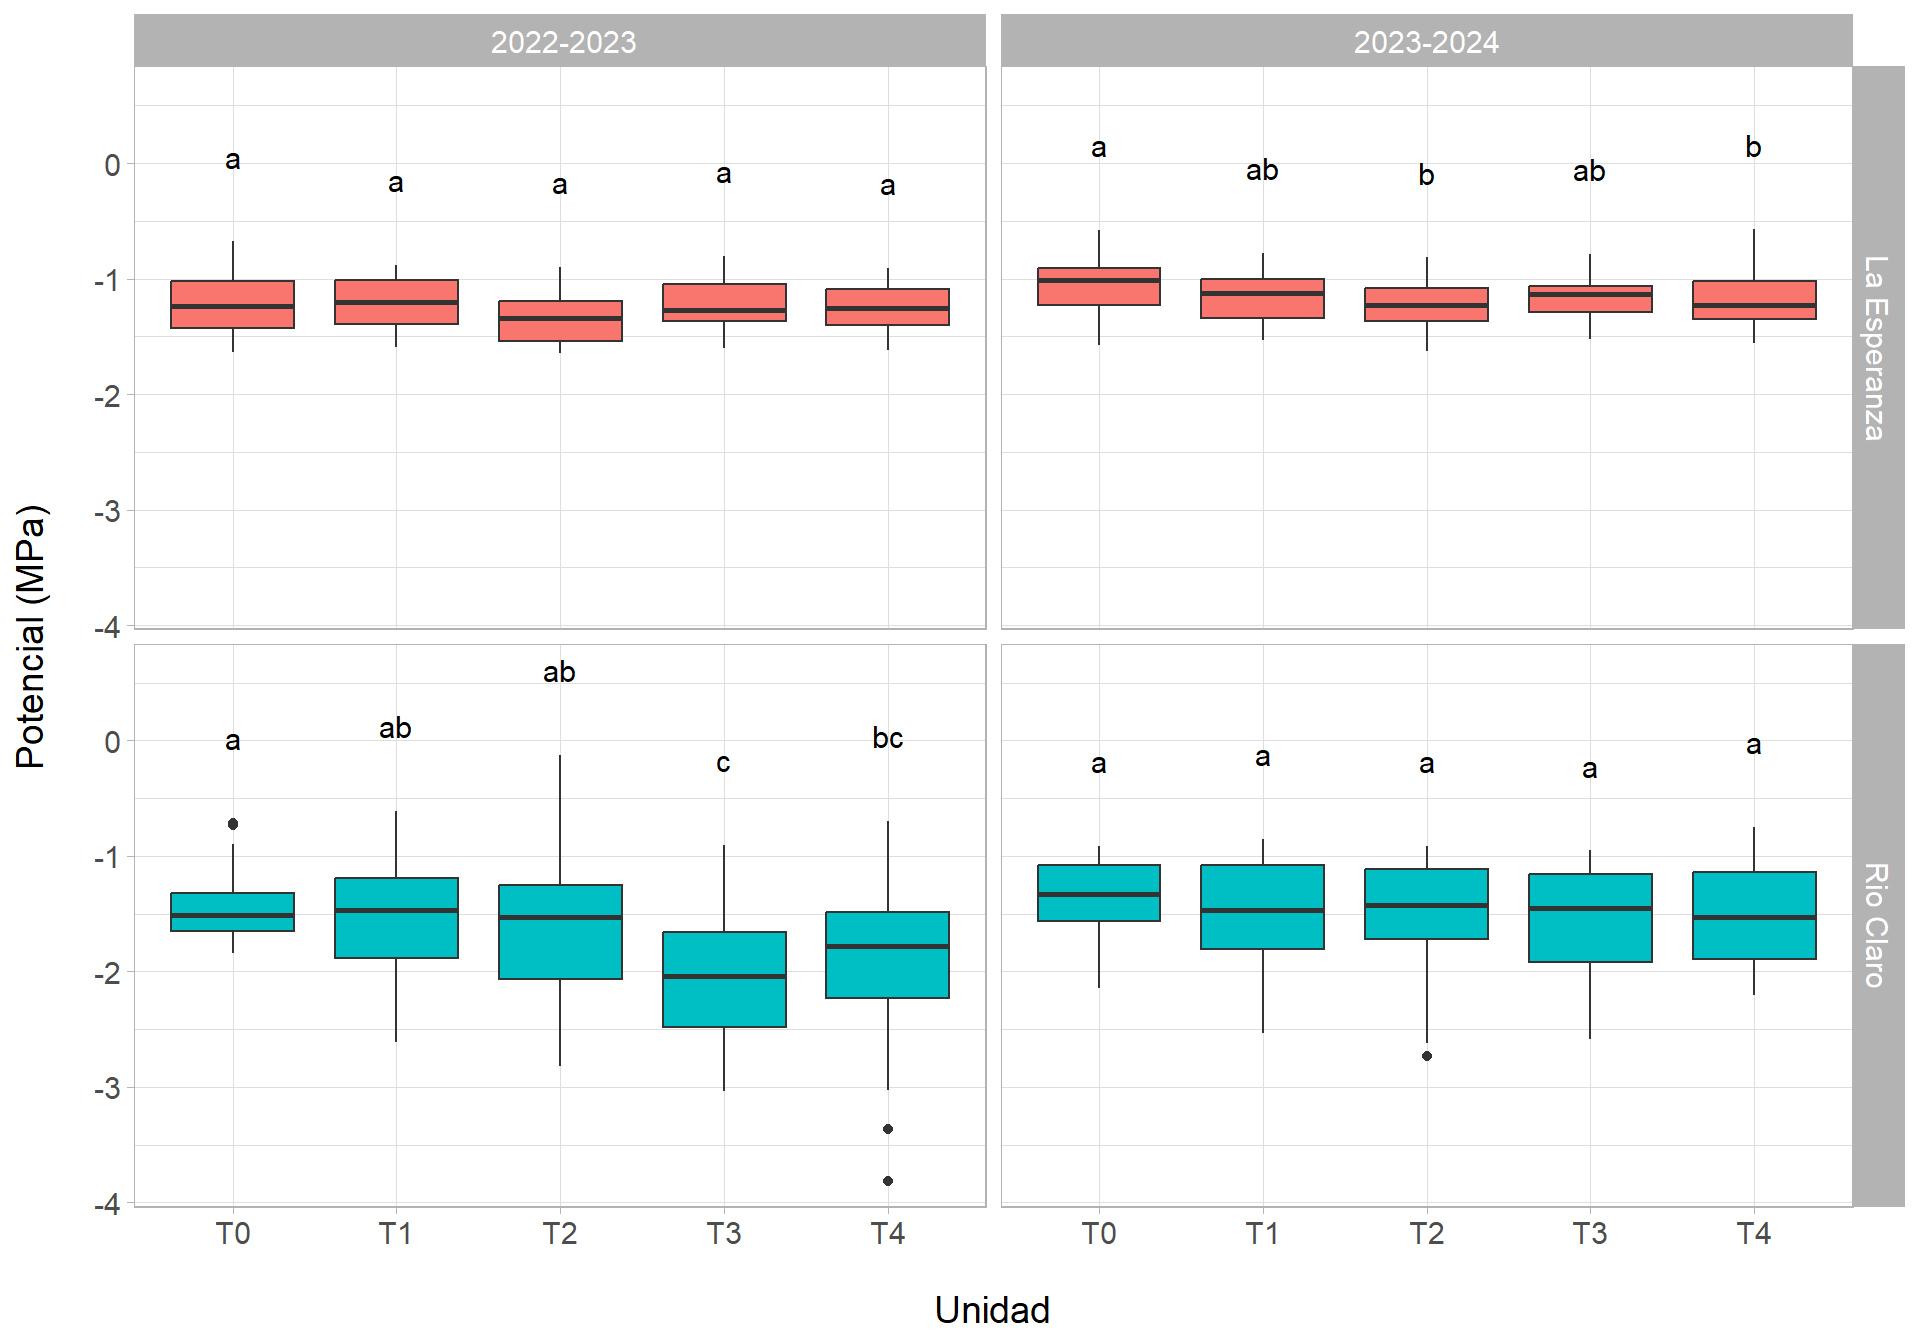 2022-2023
2023-2024
0
-1
-2
-3
-4
a
a
a
a
a
a
ab
b
ab
b
La Esperanza
Potencial (MPa)
0
-1
-2
-3
-4
a
ab
ab
c
bc
a
a
a
a
a
Rio Claro
T0
T1
T2
T3
T4
T0
T1
T2
T3
T4
Unidad